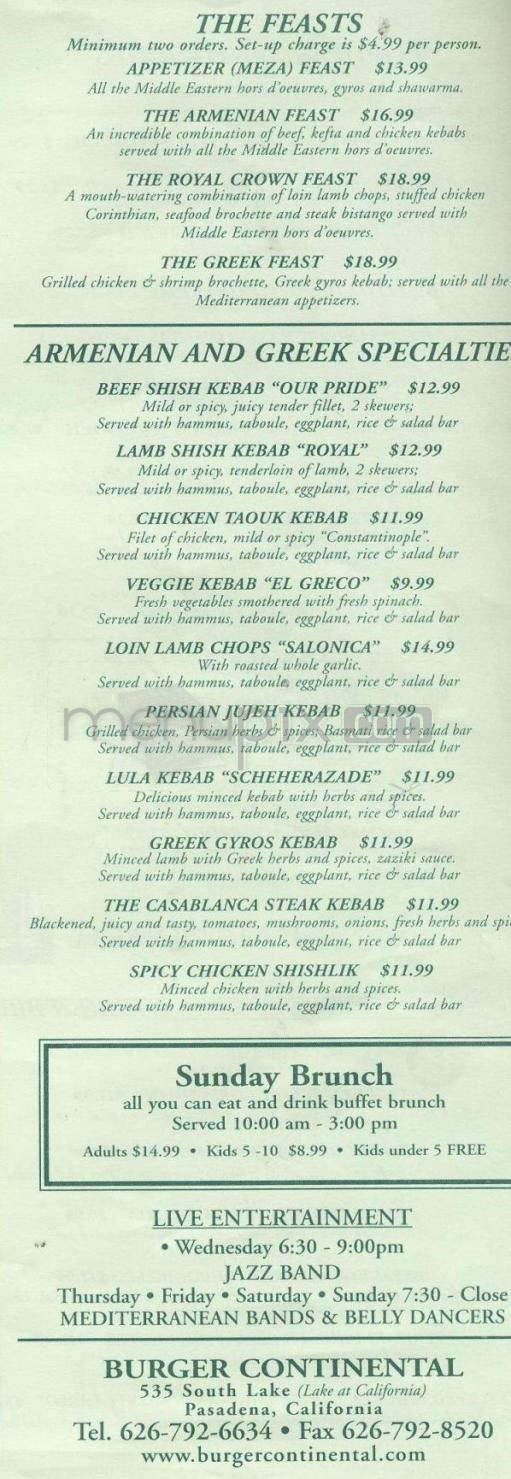 THE FEASTS
Minimum two orders. Set-up charge is $4.99 per person.
APPETIZER (MEZA) FEAST $13.99
All the Middle Eastern hors d'oeuvres, gyros and shawarma.
THE ARMENIAN FEAST $16.99
An incredible combination of beef, kefta and chicken kebabs
served with all the Middle Eastern hors d'oeuvres.
THE ROYAL CROWN FEAST $18.99
A mouth-watering combination of loin lamb chops, stuffed chicken
Corinthian, seafood brochette and steak bistango served with
Middle Eastern hors d'oeuvres.
THE GREEK FEAST $18.99
Grilled chicken & shrimp brochette, Greek gyros kebab; served with all the
Mediterranean appetizers.
ARMENIAN AND GREEK SPECIALTIE
BEEF SHISH KEBAB “OUR PRIDE” $12.99
Mild or spicy, juicy tender fillet, 2 skewers;
Served with hammus, taboule, eggplant, rice & salad bar
LAMB SHISH KEBAB “ROYAL” $12.99
Mild or spicy, tenderloin of lamb, 2 skewers;
Served with hammus, taboule, eggplant, rice & salad bar
CHICKEN TAOUK KEBAB $11.99
Filet of chicken, mild or spicy “Constantinople”.
Served with hammus, taboule, eggplant, rice & salad bar
VEGGIE KEBAB “EL GRECO” $9.99
Fresh vegetables smothered with fresh spinach.
Served with hammus, taboule, eggplant, rice & salad bar
LOIN LAMB CHOPS “SALONICA” $14.99
With roasted whole garlic.
Served with hammus, taboule, eggplant, rice & salad bar
PERSIAN JUJEH KEBAB $11.99
menupix.com
Grilled chicken, Persian herbs & spices, Basmati rice & salad bar
Served with hammus, taboule, eggplant, rice & salad bar
LULA KEBAB “SCHEHERAZADE” $11.99
Delicious minced kebab with herbs and spices.
Served with hammus, taboule, eggplant, rice & salad bar
GREEK GYROS KEBAB $11.99
Minced lamb with Greek herbs and spices, zaziki sauce.
Served with hammus, taboule, eggplant, rice & salad bar
THE CASABLANCA STEAK KEBAB $11.99
Blackened, juicy and tasty, tomatoes, mushrooms, onions, fresh herbs and spi
Served with hammus, taboule, eggplant, rice & salad bar
SPICY CHICKEN SHISHLIK $11.99
Minced chicken with herbs and spices.
Served with hammus, taboule, eggplant, rice & salad bar
Sunday Brunch
all you can eat and drink buffet brunch
Served 10:00 am - 3:00 pm
Adults $14.99 • Kids 5 -10 $8.99 • Kids under 5 FREE
LIVE ENTERTAINMENT
• Wednesday 6:30 - 9:00pm
JAZZ BAND
Thursday • Friday • Saturday • Sunday 7:30 - Close
MEDITERRANEAN BANDS & BELLY DANCERS
BURGER CONTINENTAL
535 South Lake (Lake at California)
Pasadena, California
Tel. 626-792-6634 • Fax 626-792-8520
www.burgercontinental.com